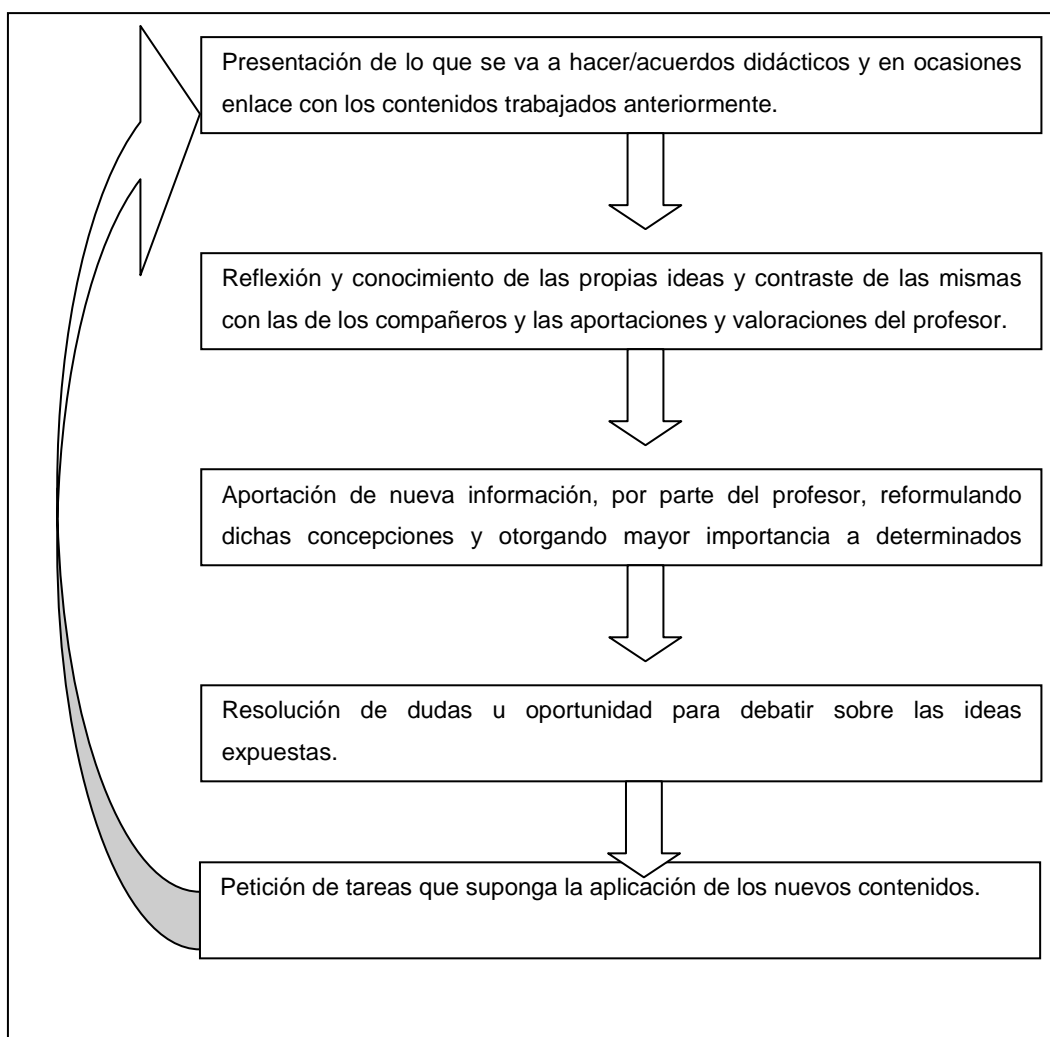 Presentación de lo que se va a hacer/acuerdos didácticos y en ocasiones
enlace con los contenidos trabajados anteriormente.
Reflexión y conocimiento de las propias ideas y contraste de las mismas
con las de los compañeros y las aportaciones y valoraciones del profesor.
Aportación de nueva información, por parte del profesor, reformulando
dichas concepciones y otorgando mayor importancia a determinados
Resolución de dudas u oportunidad para debatir sobre las ideas
expuestas.
Petición de tareas que suponga la aplicación de los nuevos contenidos.